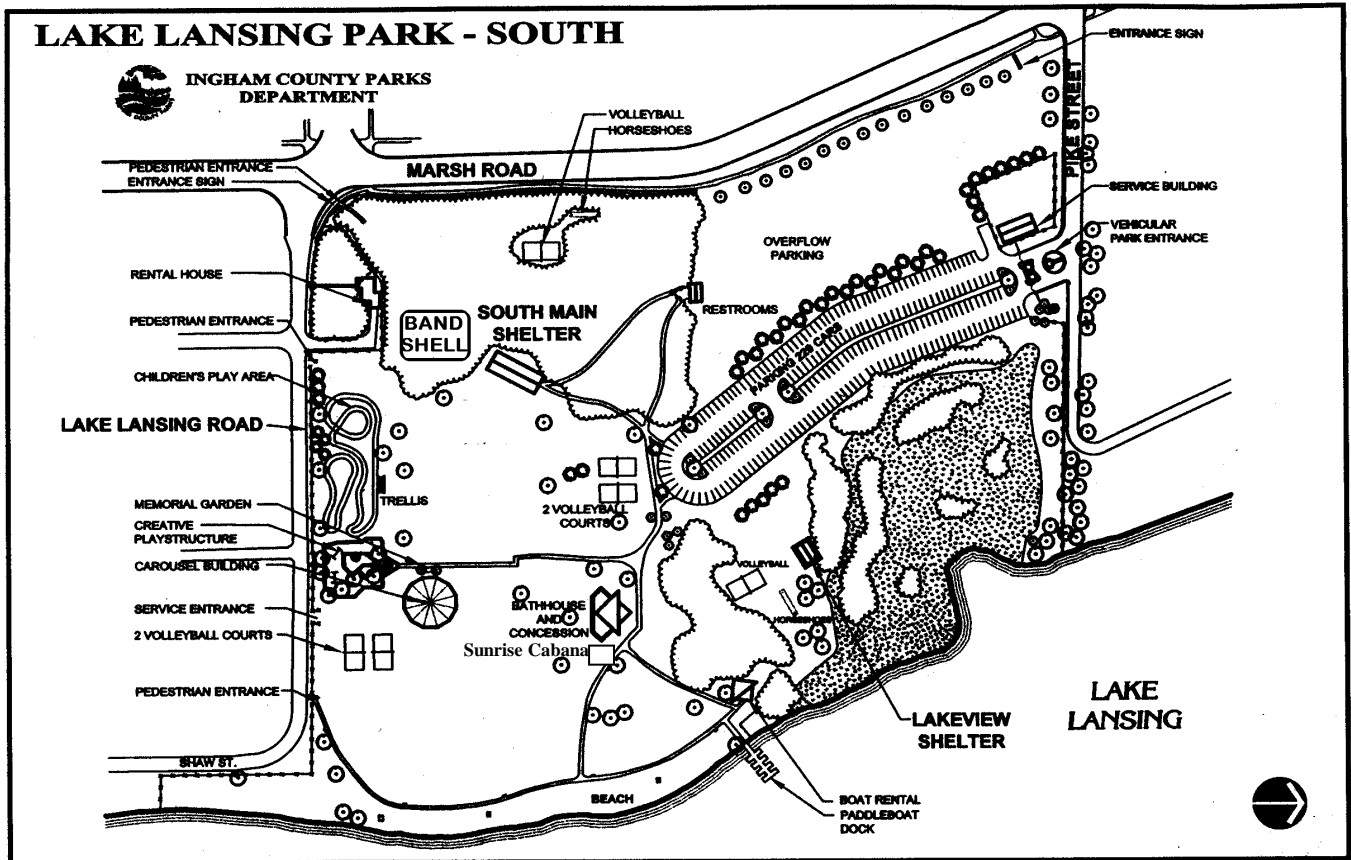 LAKE LANSING PARK - SOUTH
INGHAM COUNTY PARKS
DEPARTMENT
ENTRANCE SIGN
PIKE STREET
VOLLEYBALL
HORSESHOES
MARSH ROAD
PEDESTRIAN ENTRANCE
ENTRANCE SIGN
SERVICE BUILDING
VEHICULAR
PARK ENTRANCE
OVERFLOW
PARKING
RENTAL HOUSE
PEDESTRIAN ENTRANCE
BAND
SHELL
SOUTH MAIN
SHELTER
RESTROOMS
PARKING 226 CARS
CHILDREN'S PLAY AREA
LAKE LANSING ROAD
TRELLIS
MEMORIAL GARDEN
CREATIVE
PLAYSTRUCTURE
CAROUSEL BUILDING
2 VOLLEYBALL
COURTS
VOLLEYBALL
HORSESHOES
SERVICE ENTRANCE
2 VOLLEYBALL COURTS
BATHHOUSE
AND
CONCESSION
Sunrise Cabana
PEDESTRIAN ENTRANCE
SHAW ST.
BEACH
LAKEVIEW
SHELTER
LAKE
LANSING
BOAT RENTAL
PADDLEBOAT
DOCK